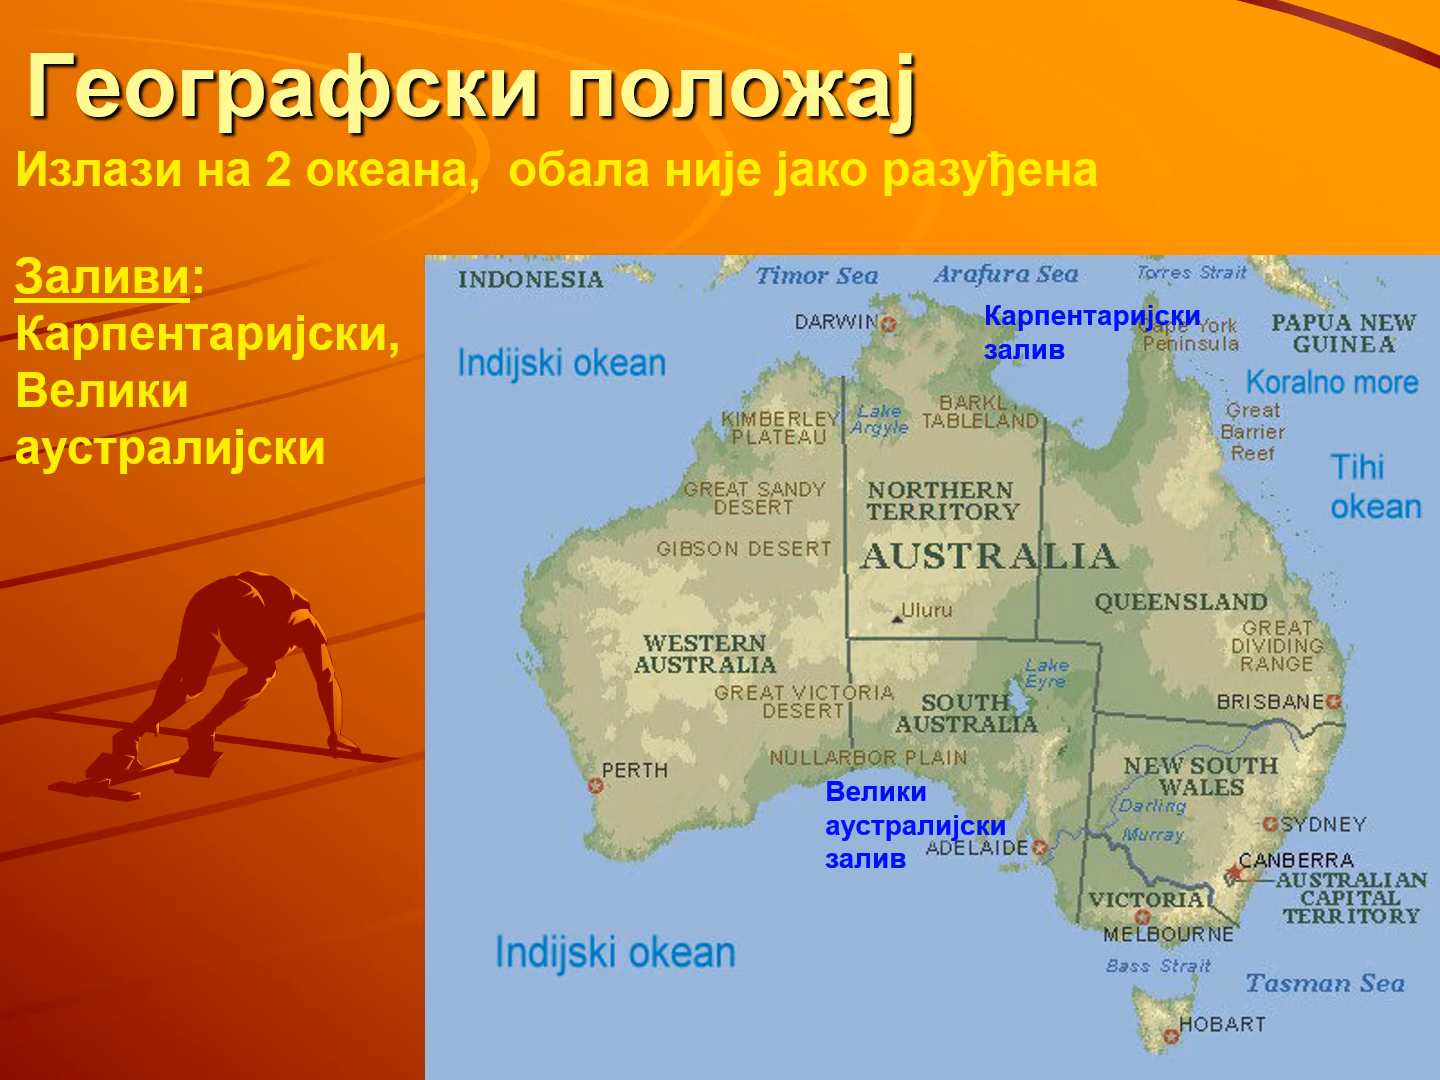 Географски положај
Излази на 2 океана, обала није јако разуђена
Заливи:
Карпентаријски,
Велики
аустралијски
INDONESIA
Timor Sea
Arafura Sea
Torres Strait
DARWIN
Карпентаријски
залив
Cape York
Peninsula
PAPUA NEW
GUINEA
Indijski okean
Koralno more
KIMBERLEY
PLATEAU
Lake
Argyle
BARKL
TABLELAND
Great
Barrier
Reef
Tihi
okean
GREAT SANDY
DESERT
NORTHERN
TERRITORY
GIBSON DESERT
AUSTRALIA
Uluru
QUEENSLAND
GREAT
DIVIDING
RANGE
WESTERN
AUSTRALIA
Lake
Eyre
GREAT VICTORIA
DESERT
SOUTH
AUSTRALIA
BRISBANE
NULLARBOR PLAIN
PERTH
NEW SOUTH
WALES
Велики
аустралијски
залив
Darling
Murray
SYDNEY
ADELAIDE
CANBERRA
AUSTRALIAN
CAPITAL
TERRITORY
VICTORIA
MELBOURNE
Indijski okean
Bass Strait
Tasman Sea
HOBART